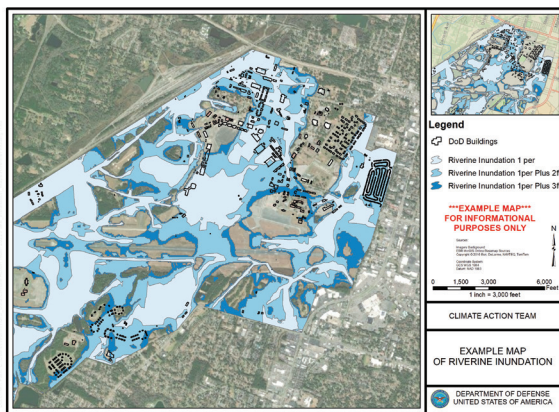 Legend
DoD Buildings
Riverine Inundation 1 per
Riverine Inundation 1per Plus 2f
Riverine Inundation 1per Plus 3f
***EXAMPLE MAP***
FOR INFORMATIONAL
PURPOSES ONLY
N
0 1,500 3,000 6,000
Feet
1 inch = 3,000 feet
CLIMATE ACTION TEAM
EXAMPLE MAP
OF RIVERINE INUNDATION
DEPARTMENT OF DEFENSE
UNITED STATES OF AMERICA